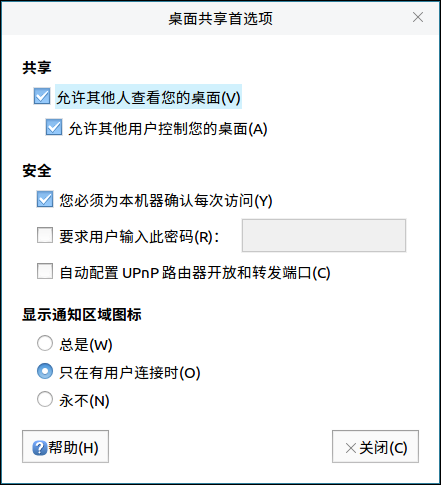 桌面共享首选项
共享
允许其他人查看您的桌面(V)
允许其他用户控制您的桌面(A)
安全
您必须为本机器确认每次访问(Y)
要求用户输入此密码(R)：
自动配置 UPnP 路由器开放和转发端口(C)
显示通知区域图标
总是(W)
只在有用户连接时(O)
永不(N)
帮助(H)
关闭(C)